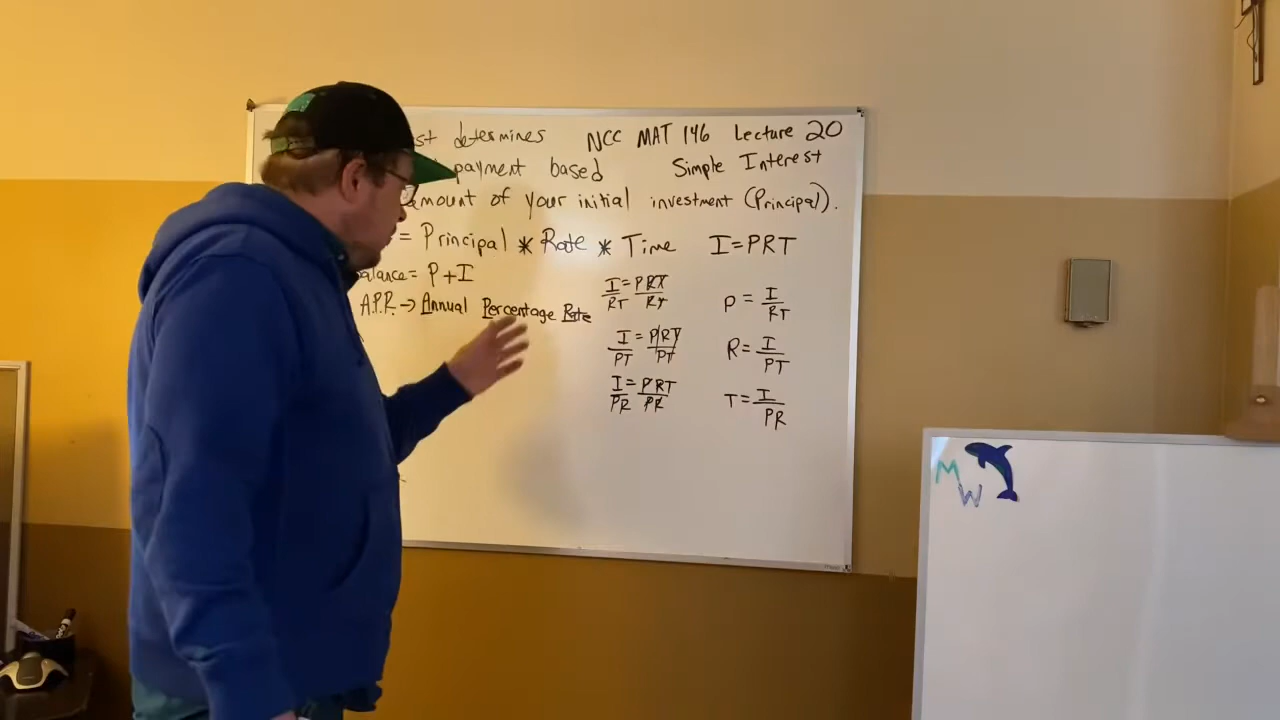 determines NCC MAT 146 Lecture 20
payment based Simple Interest
amount of your initial investment (Principal).
= Principal * Rate * Time I=PRT
Balance= P+I
A.P.R. → Annual Percentage Rate
I/RT = PRT/RT P = I/RT
I/PT = PRT/PT R = I/PT
I/PR = PRT/PR T = I/PR
M
W